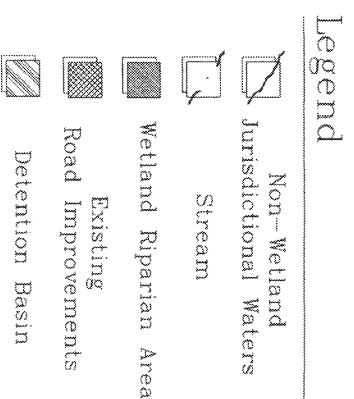 Legend
Non-Wetland
Jurisdictional Waters
Stream
Wetland Riparian Area
Existing
Road Improvements
Detention Basin